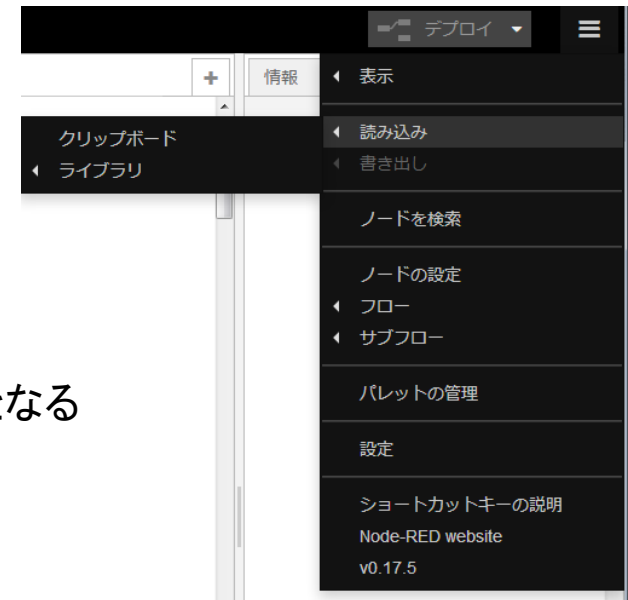 デプロイ
+
情報
表示
クリップボード
ライブラリ
読み込み
書き出し
ノードを検索
ノードの設定
フロー
サブフロー
パレットの管理
なる
設定
ショートカットキーの説明
Node-RED website
v0.17.5